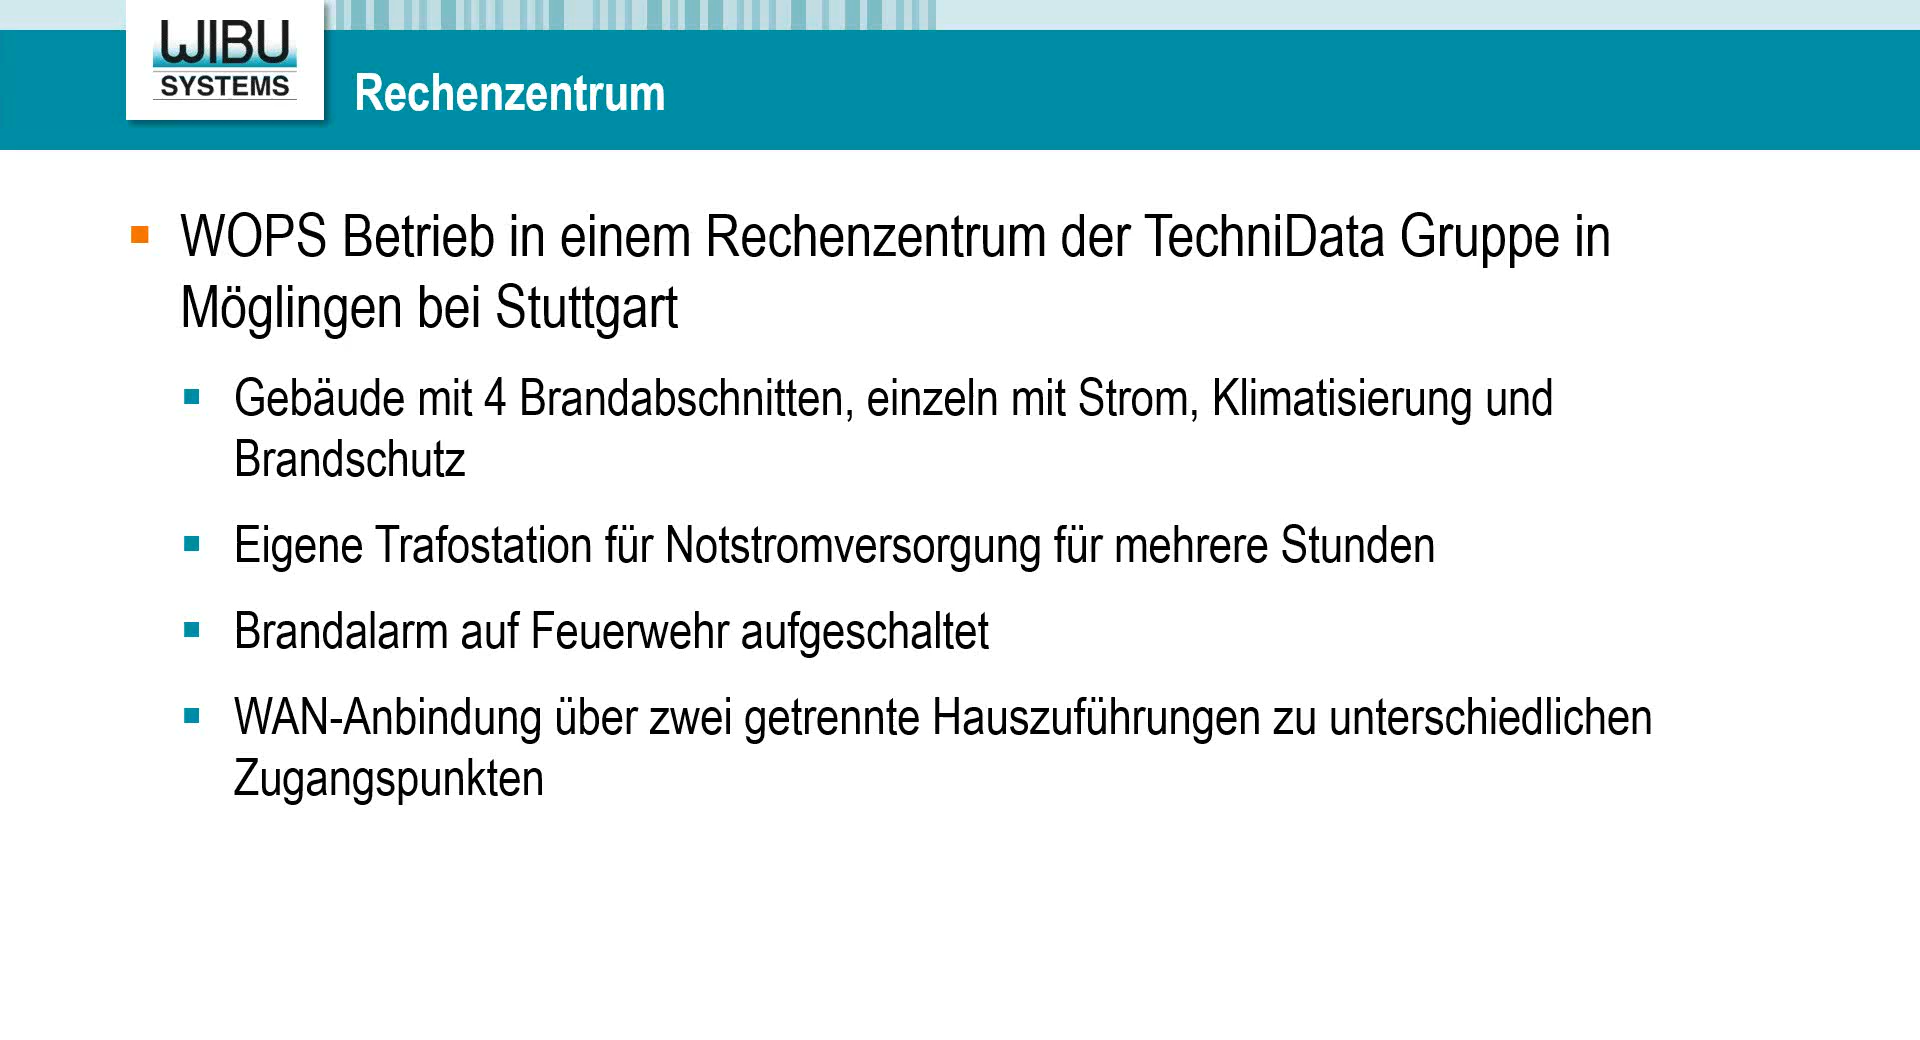 WIBU
SYSTEMS
Rechenzentrum
WOPS Betrieb in einem Rechenzentrum der TechniData Gruppe in
Möglingen bei Stuttgart
Gebäude mit 4 Brandabschnitten, einzeln mit Strom, Klimatisierung und
Brandschutz
Eigene Trafostation für Notstromversorgung für mehrere Stunden
Brandalarm auf Feuerwehr aufgeschaltet
WAN-Anbindung über zwei getrennte Hauszuführungen zu unterschiedlichen
Zugangspunkten